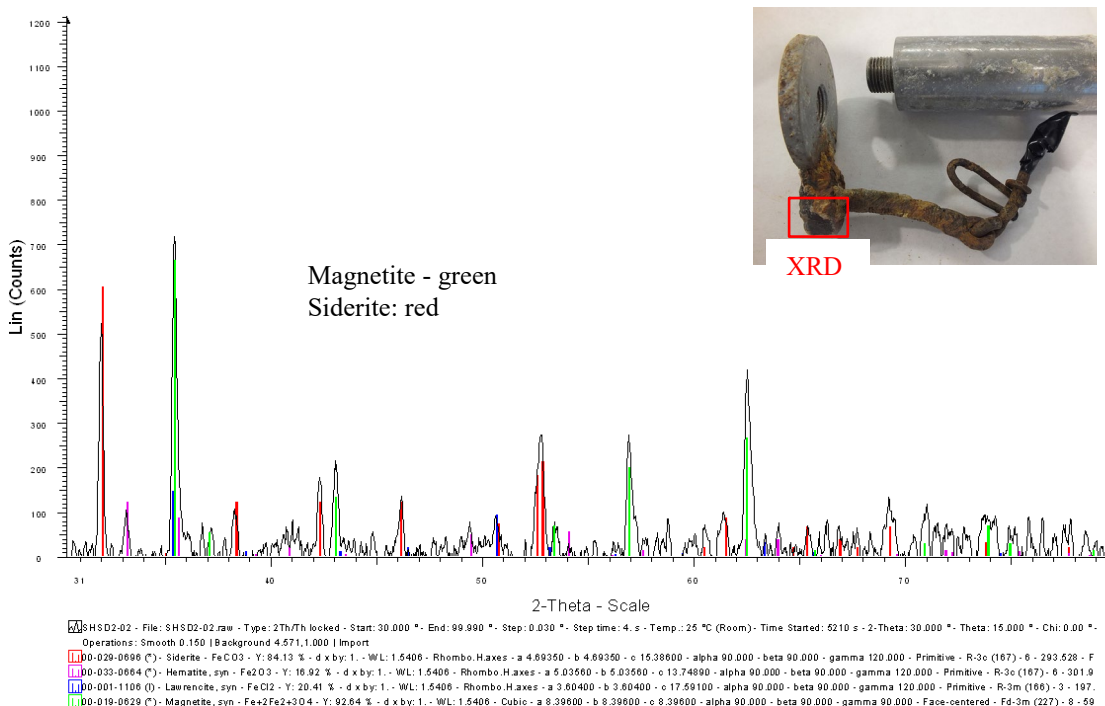 1200
1100
1000
900
800
700
600
500
400
300
200
100
0
Lin (Counts)
Magnetite - green
Siderite: red
XRD
31 40 50 60 70
2-Theta - Scale
SHSD2-02 - File: SHSD2-02.raw - Type: 2Th/Th locked - Start: 30.000 ° - End: 99.990 ° - Step: 0.030 ° - Step time: 4. s - Temp.: 25 °C (Room) - Time Started: 5210 s - 2-Theta: 30.000 ° - Theta: 15.000 ° - Chi: 0.00 ° -
Operations: Smooth 0.150 | Background 4.571,1.000 | Import
00-029-0696 (*) - Siderite - FeCO3 - Y: 84.13 % - d x by: 1. - WL: 1.5406 - Rhombo.H.axes - a 4.69350 - b 4.69350 - c 15.38600 - alpha 90.000 - beta 90.000 - gamma 120.000 - Primitive - R-3c (167) - 6 - 293.528 - F
00-033-0664 (*) - Hematite, syn - Fe2O3 - Y: 16.92 % - d x by: 1. - WL: 1.5406 - Rhombo.H.axes - a 5.03560 - b 5.03560 - c 13.74890 - alpha 90.000 - beta 90.000 - gamma 120.000 - Primitive - R-3c (167) - 6 - 301.9
00-001-1106 (I) - Lawrencite, syn - FeCl2 - Y: 20.41 % - d x by: 1. - WL: 1.5406 - Rhombo.H.axes - a 3.60400 - b 3.60400 - c 17.59100 - alpha 90.000 - beta 90.000 - gamma 120.000 - Primitive - R-3m (166) - 3 - 197.
00-019-0629 (*) - Magnetite, syn - Fe+2Fe2+3O4 - Y: 92.64 % - d x by: 1. - WL: 1.5406 - Cubic - a 8.39600 - b 8.39600 - c 8.39600 - alpha 90.000 - beta 90.000 - gamma 90.000 - Face-centered - Fd-3m (227) - 8 - 59